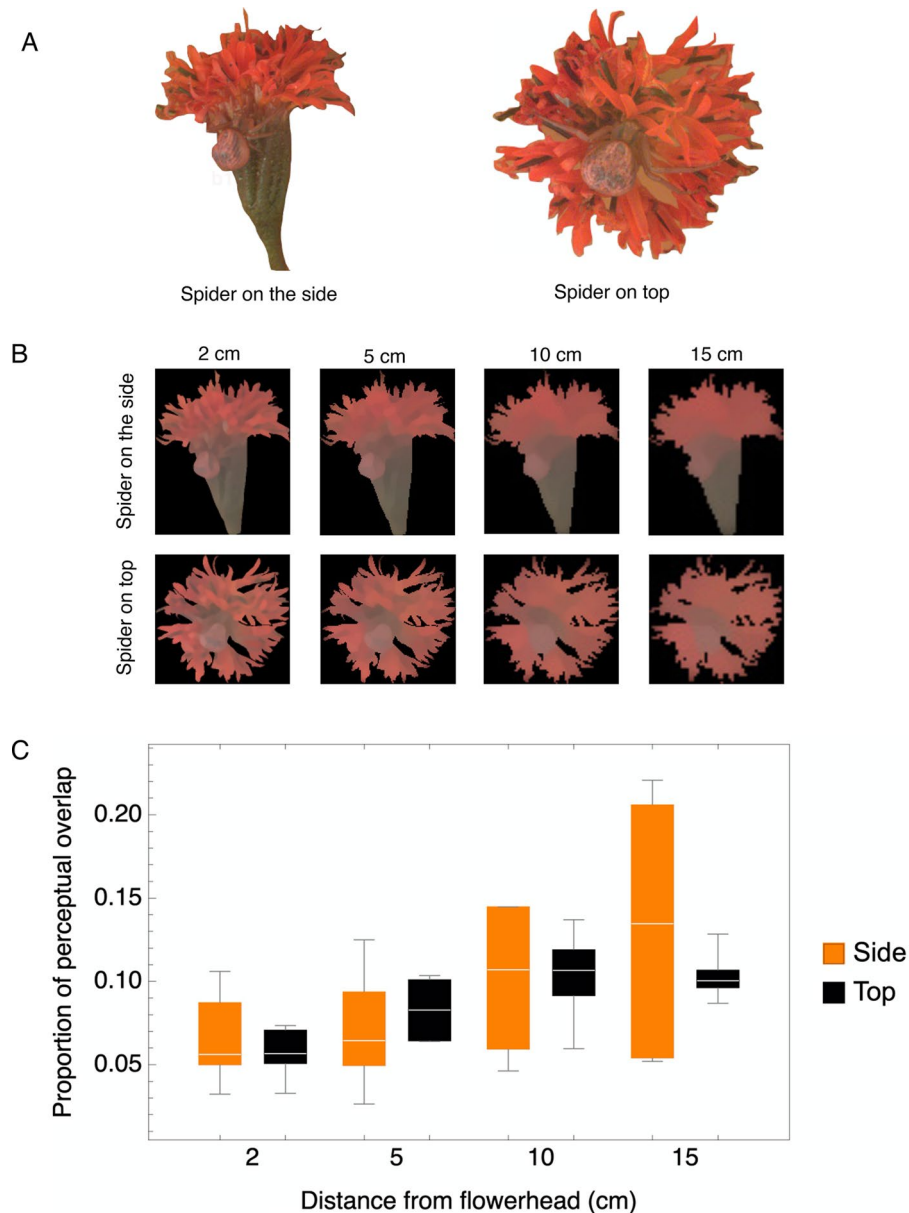 A
Spider on the side
Spider on top
B
2 cm
5 cm
10 cm
15 cm
Spider on the side
Spider on top
C
Proportion of perceptual overlap
0.20
0.15
0.10
0.05
Side
Top
2
5
10
15
Distance from flowerhead (cm)